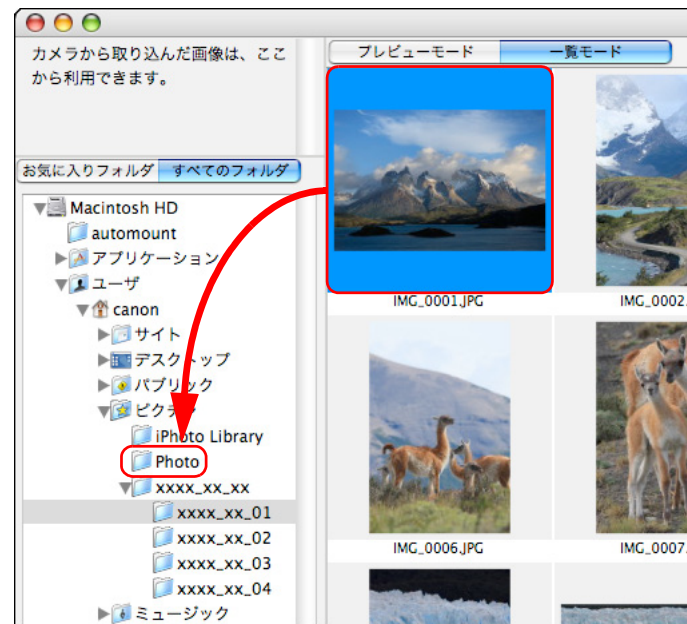 カメラから取り込んだ画像は、ここ
から利用できます。
プレビューモード
一覧モード
お気に入りフォルダ
すべてのフォルダ
Macintosh HD
automount
アプリケーション
ユーザ
canon
サイト
デスクトップ
パブリック
ピクチャ
iPhoto Library
Photo
xxxx_xx_xx
xxxx_xx_01
xxxx_xx_02
xxxx_xx_03
xxxx_xx_04
ミュージック
IMG_0001.JPG
IMG_0002.
IMG_0006.JPG
IMG_0007.